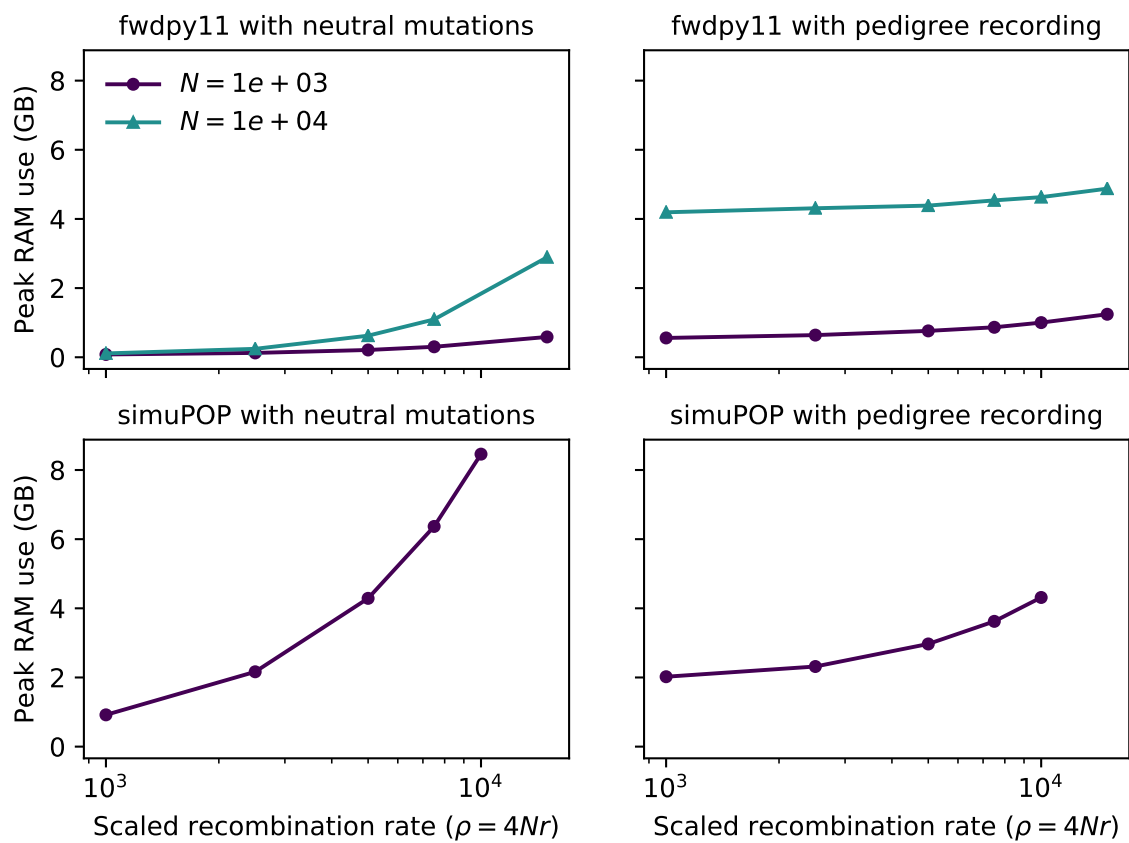 fwdpy11 with neutral mutations
fwdpy11 with pedigree recording
Peak RAM use (GB)
8
6
4
2
0
N = 1e + 03
N = 1e + 04
simuPOP with neutral mutations
simuPOP with pedigree recording
Peak RAM use (GB)
8
6
4
2
0
10³
10⁴
10³
10⁴
Scaled recombination rate (ρ = 4Nr)
Scaled recombination rate (ρ = 4Nr)